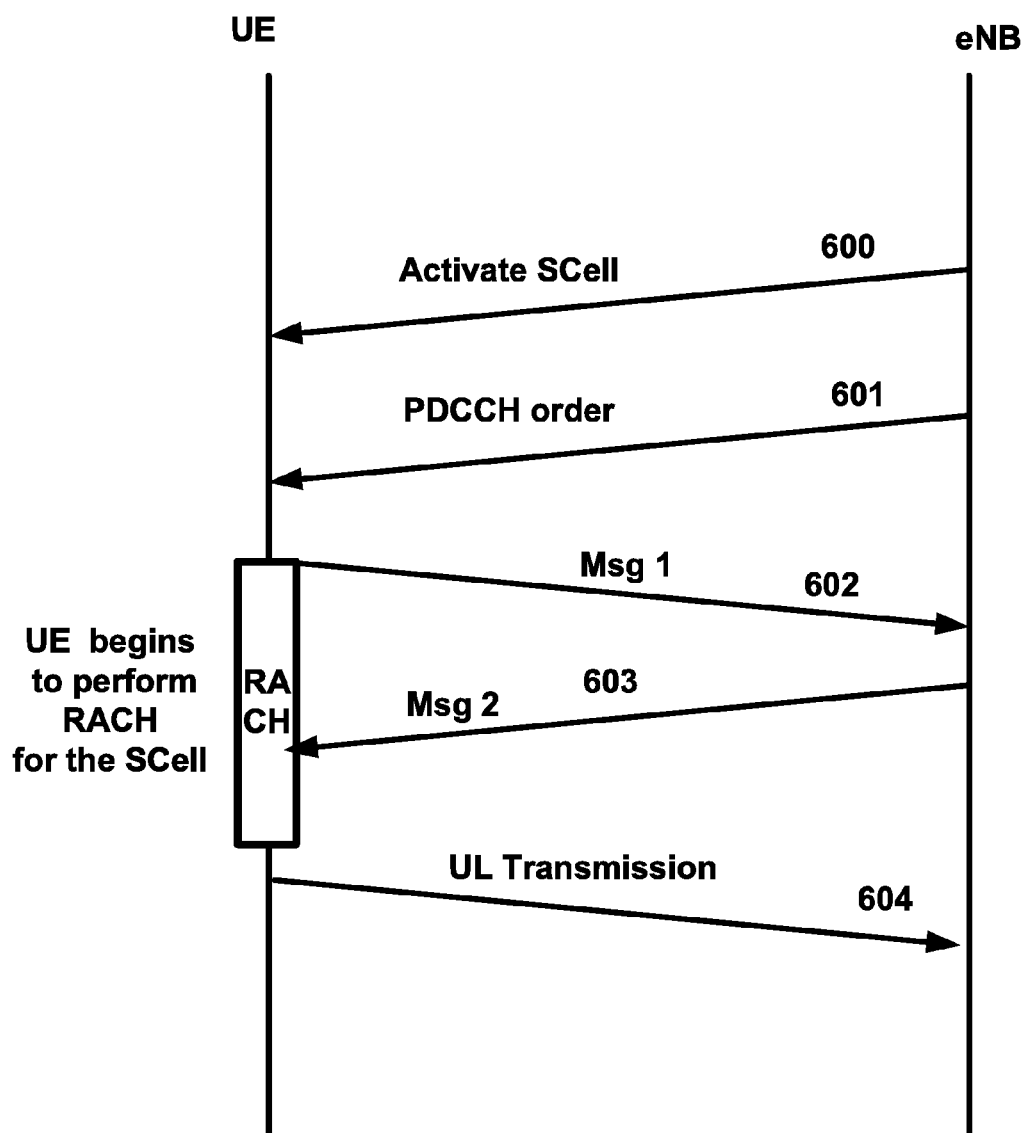 UE
eNB
600
Activate SCell
601
PDCCH order
Msg 1
602
UE begins
to perform
RACH
for the SCell
RA
CH
603
Msg 2
UL Transmission
604